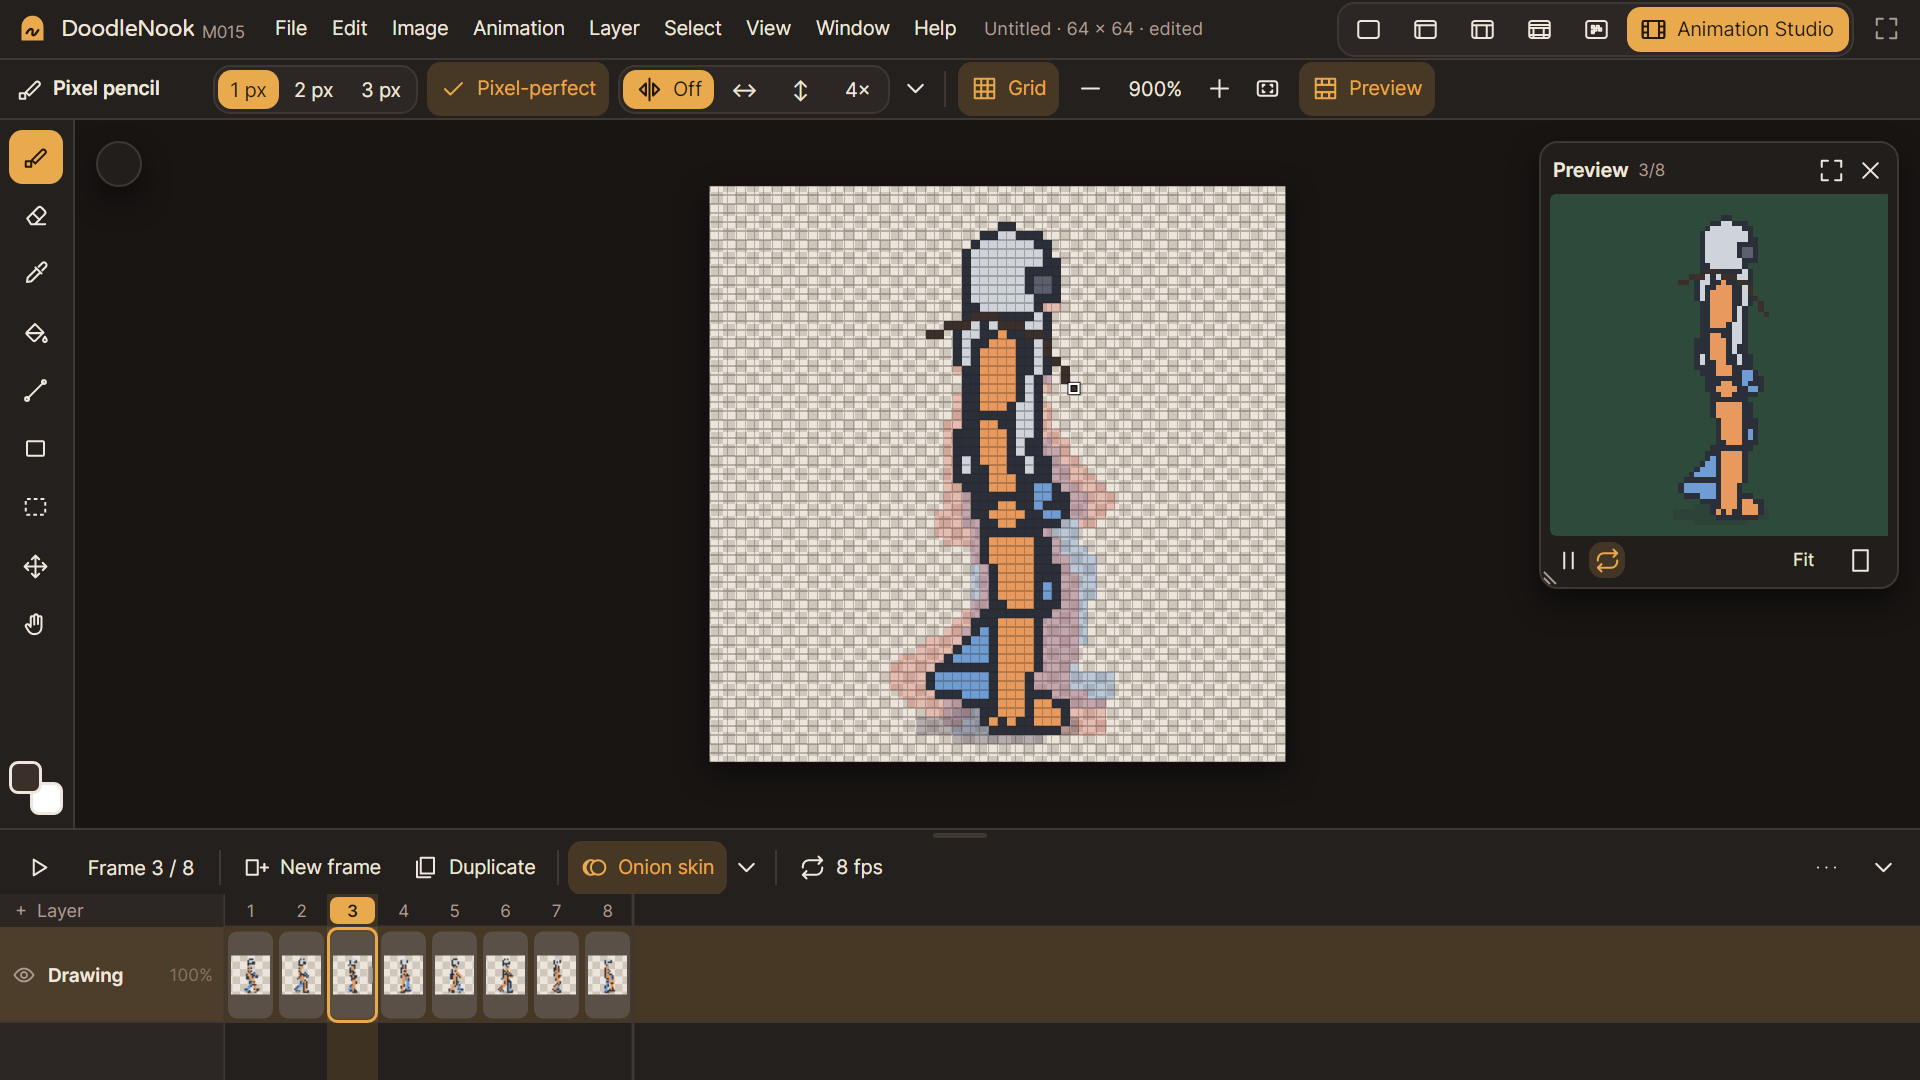 DoodleNook M015 File Edit Image Animation Layer Select View Window Help Untitled · 64 × 64 · edited Animation Studio
Pixel pencil 1 px 2 px 3 px Pixel-perfect Off 4× Grid 900% Preview
Preview 3/8
Fit
Frame 3 / 8 New frame Duplicate Onion skin 8 fps
+ Layer 1 2 3 4 5 6 7 8
Drawing 100%